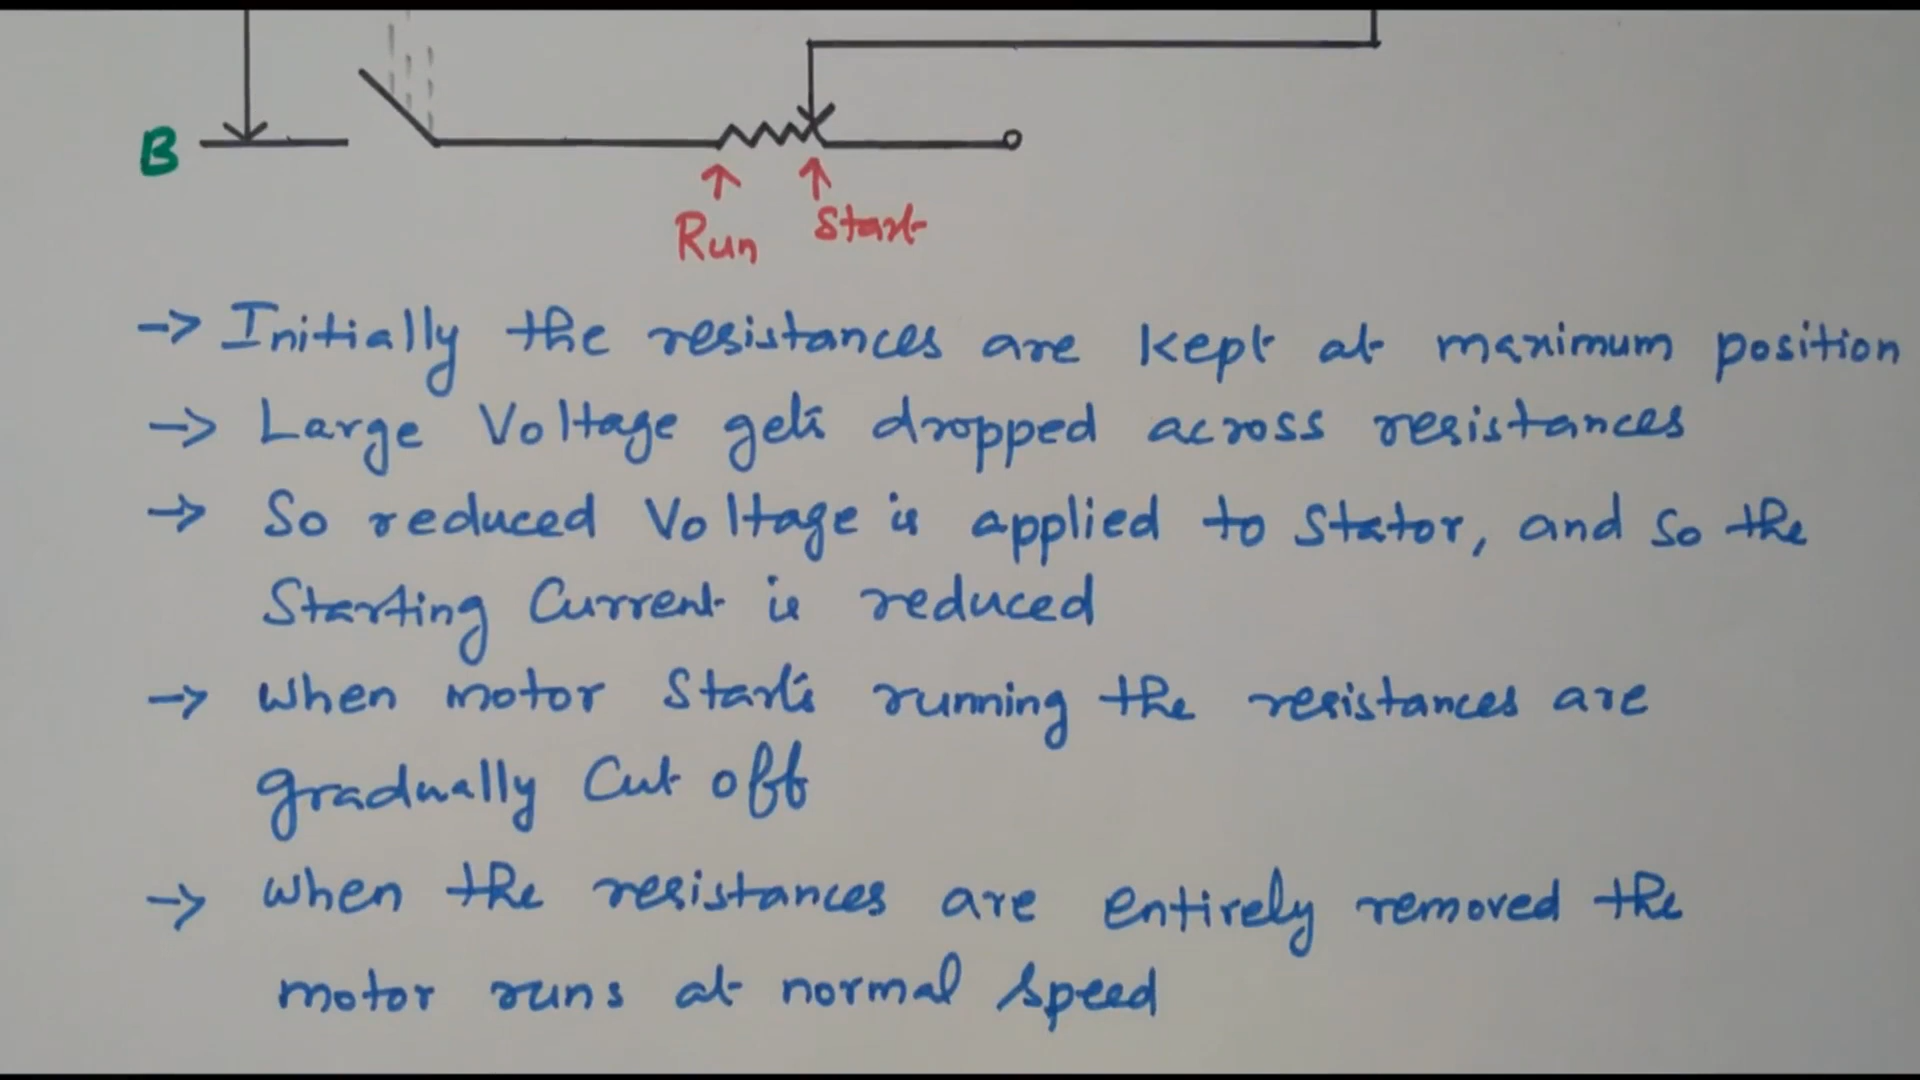 B
Run Start
-> Initially the resistances are kept at maximum position
-> Large Voltage gets dropped across resistances
-> So reduced Voltage is applied to Stator, and so the
Starting Current is reduced
-> When motor Starts running the resistances are
gradually Cut off
-> When the resistances are entirely removed the
motor runs at normal speed